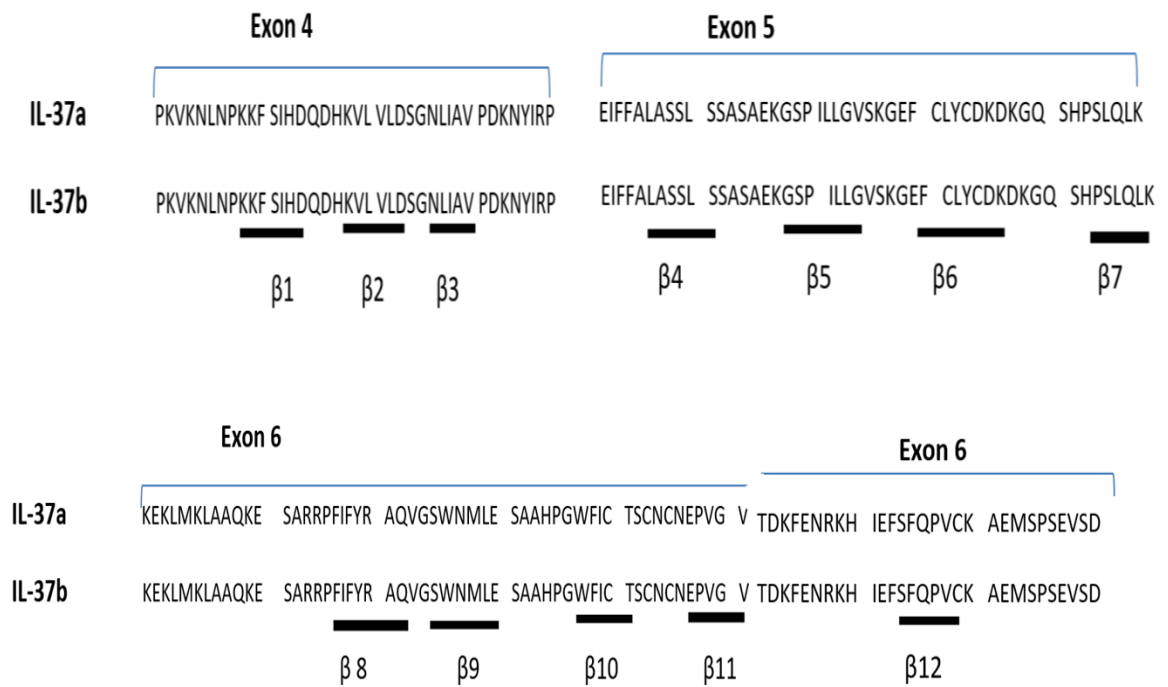 Exon 4 Exon 5
IL-37a PKVKNLNPKKF SIHDQDHKVL VLDSGNLIAV PDKNYIRP EIFFALASSL SSASAEKGSP ILLGVSKGEF CLYCDKDKGQ SHPSLQLK
IL-37b PKVKNLNPKKF SIHDQDHKVL VLDSGNLIAV PDKNYIRP EIFFALASSL SSASAEKGSP ILLGVSKGEF CLYCDKDKGQ SHPSLQLK
β1 β2 β3 β4 β5 β6 β7
Exon 6 Exon 6
IL-37a KEKLMKLAAQKE SARRPFIFYR AQVGSWNMLE SAAHPGWFIC TSCNCNEPVG V TDKFENRKH IEFSFQPVCK AEMSPSEVSD
IL-37b KEKLMKLAAQKE SARRPFIFYR AQVGSWNMLE SAAHPGWFIC TSCNCNEPVG V TDKFENRKH IEFSFQPVCK AEMSPSEVSD
β 8 β9 β10 β11 β12